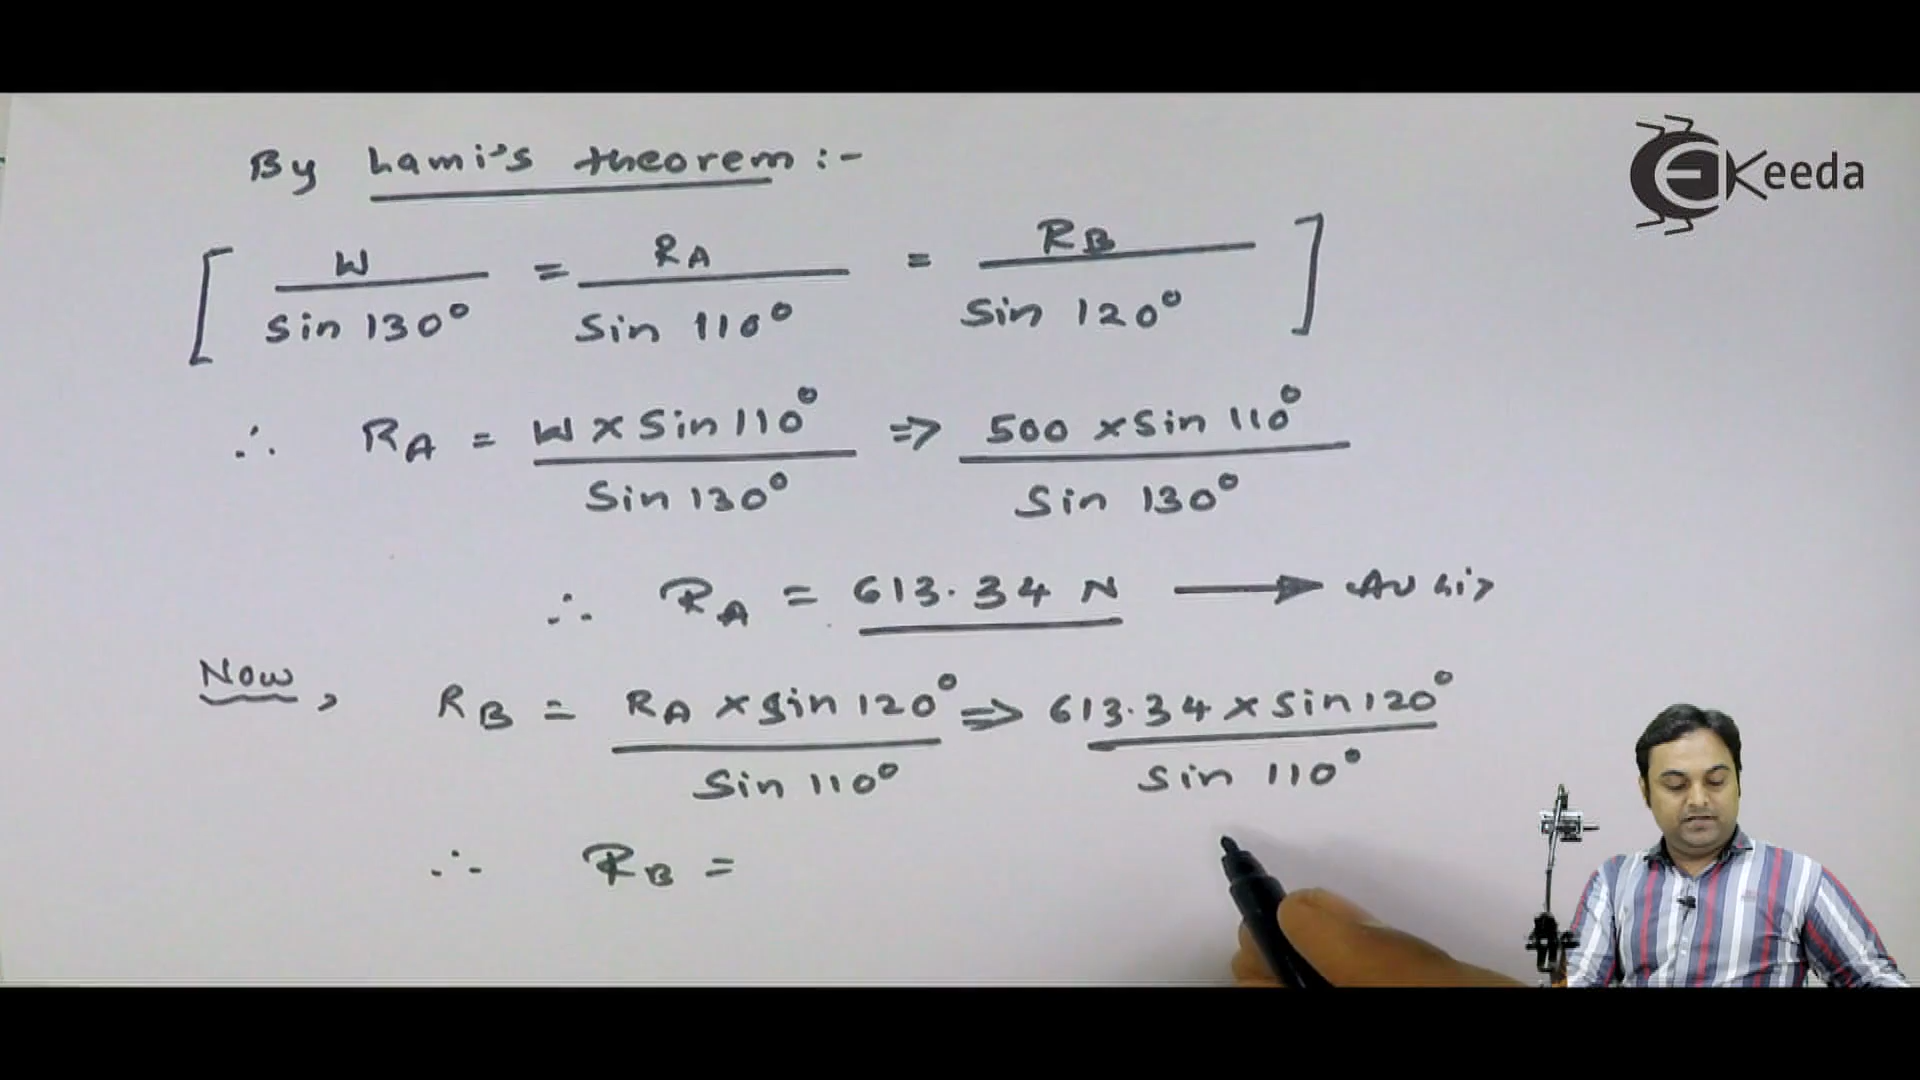 EKeeda
By Lami's theorem :-
[ W / Sin 130° = RA / Sin 110° = RB / Sin 120° ]
∴ RA = W × Sin 110° / Sin 130° ⇒ 500 × Sin 110° / Sin 130°
∴ RA = 613.34 N →
Now, RB = RA × Sin 120° / Sin 110° ⇒ 613.34 × Sin 120° / Sin 110°
∴ RB =